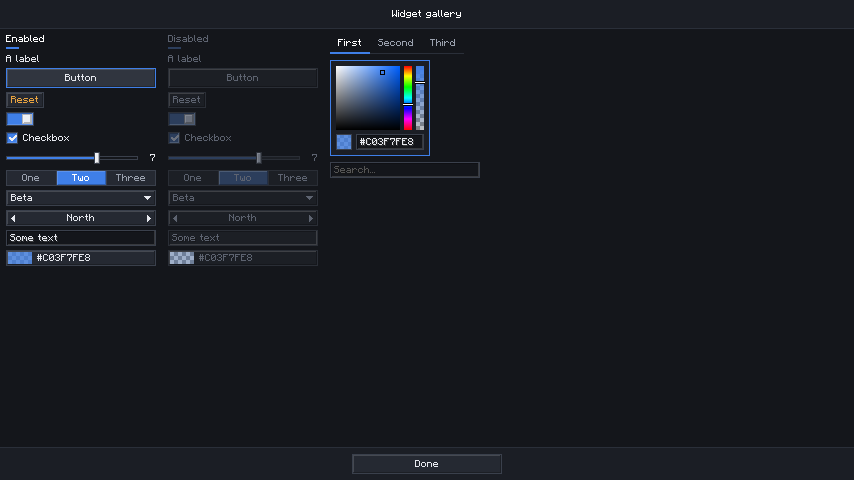 Widget gallery
Enabled
A label
Button
Reset
Checkbox
7
One Two Three
Beta
North
Some text
#C03F7FE8
Disabled
A label
Button
Reset
Checkbox
7
One Two Three
Beta
North
Some text
#C03F7FE8
First Second Third
#C03F7FE8
Search...
Done